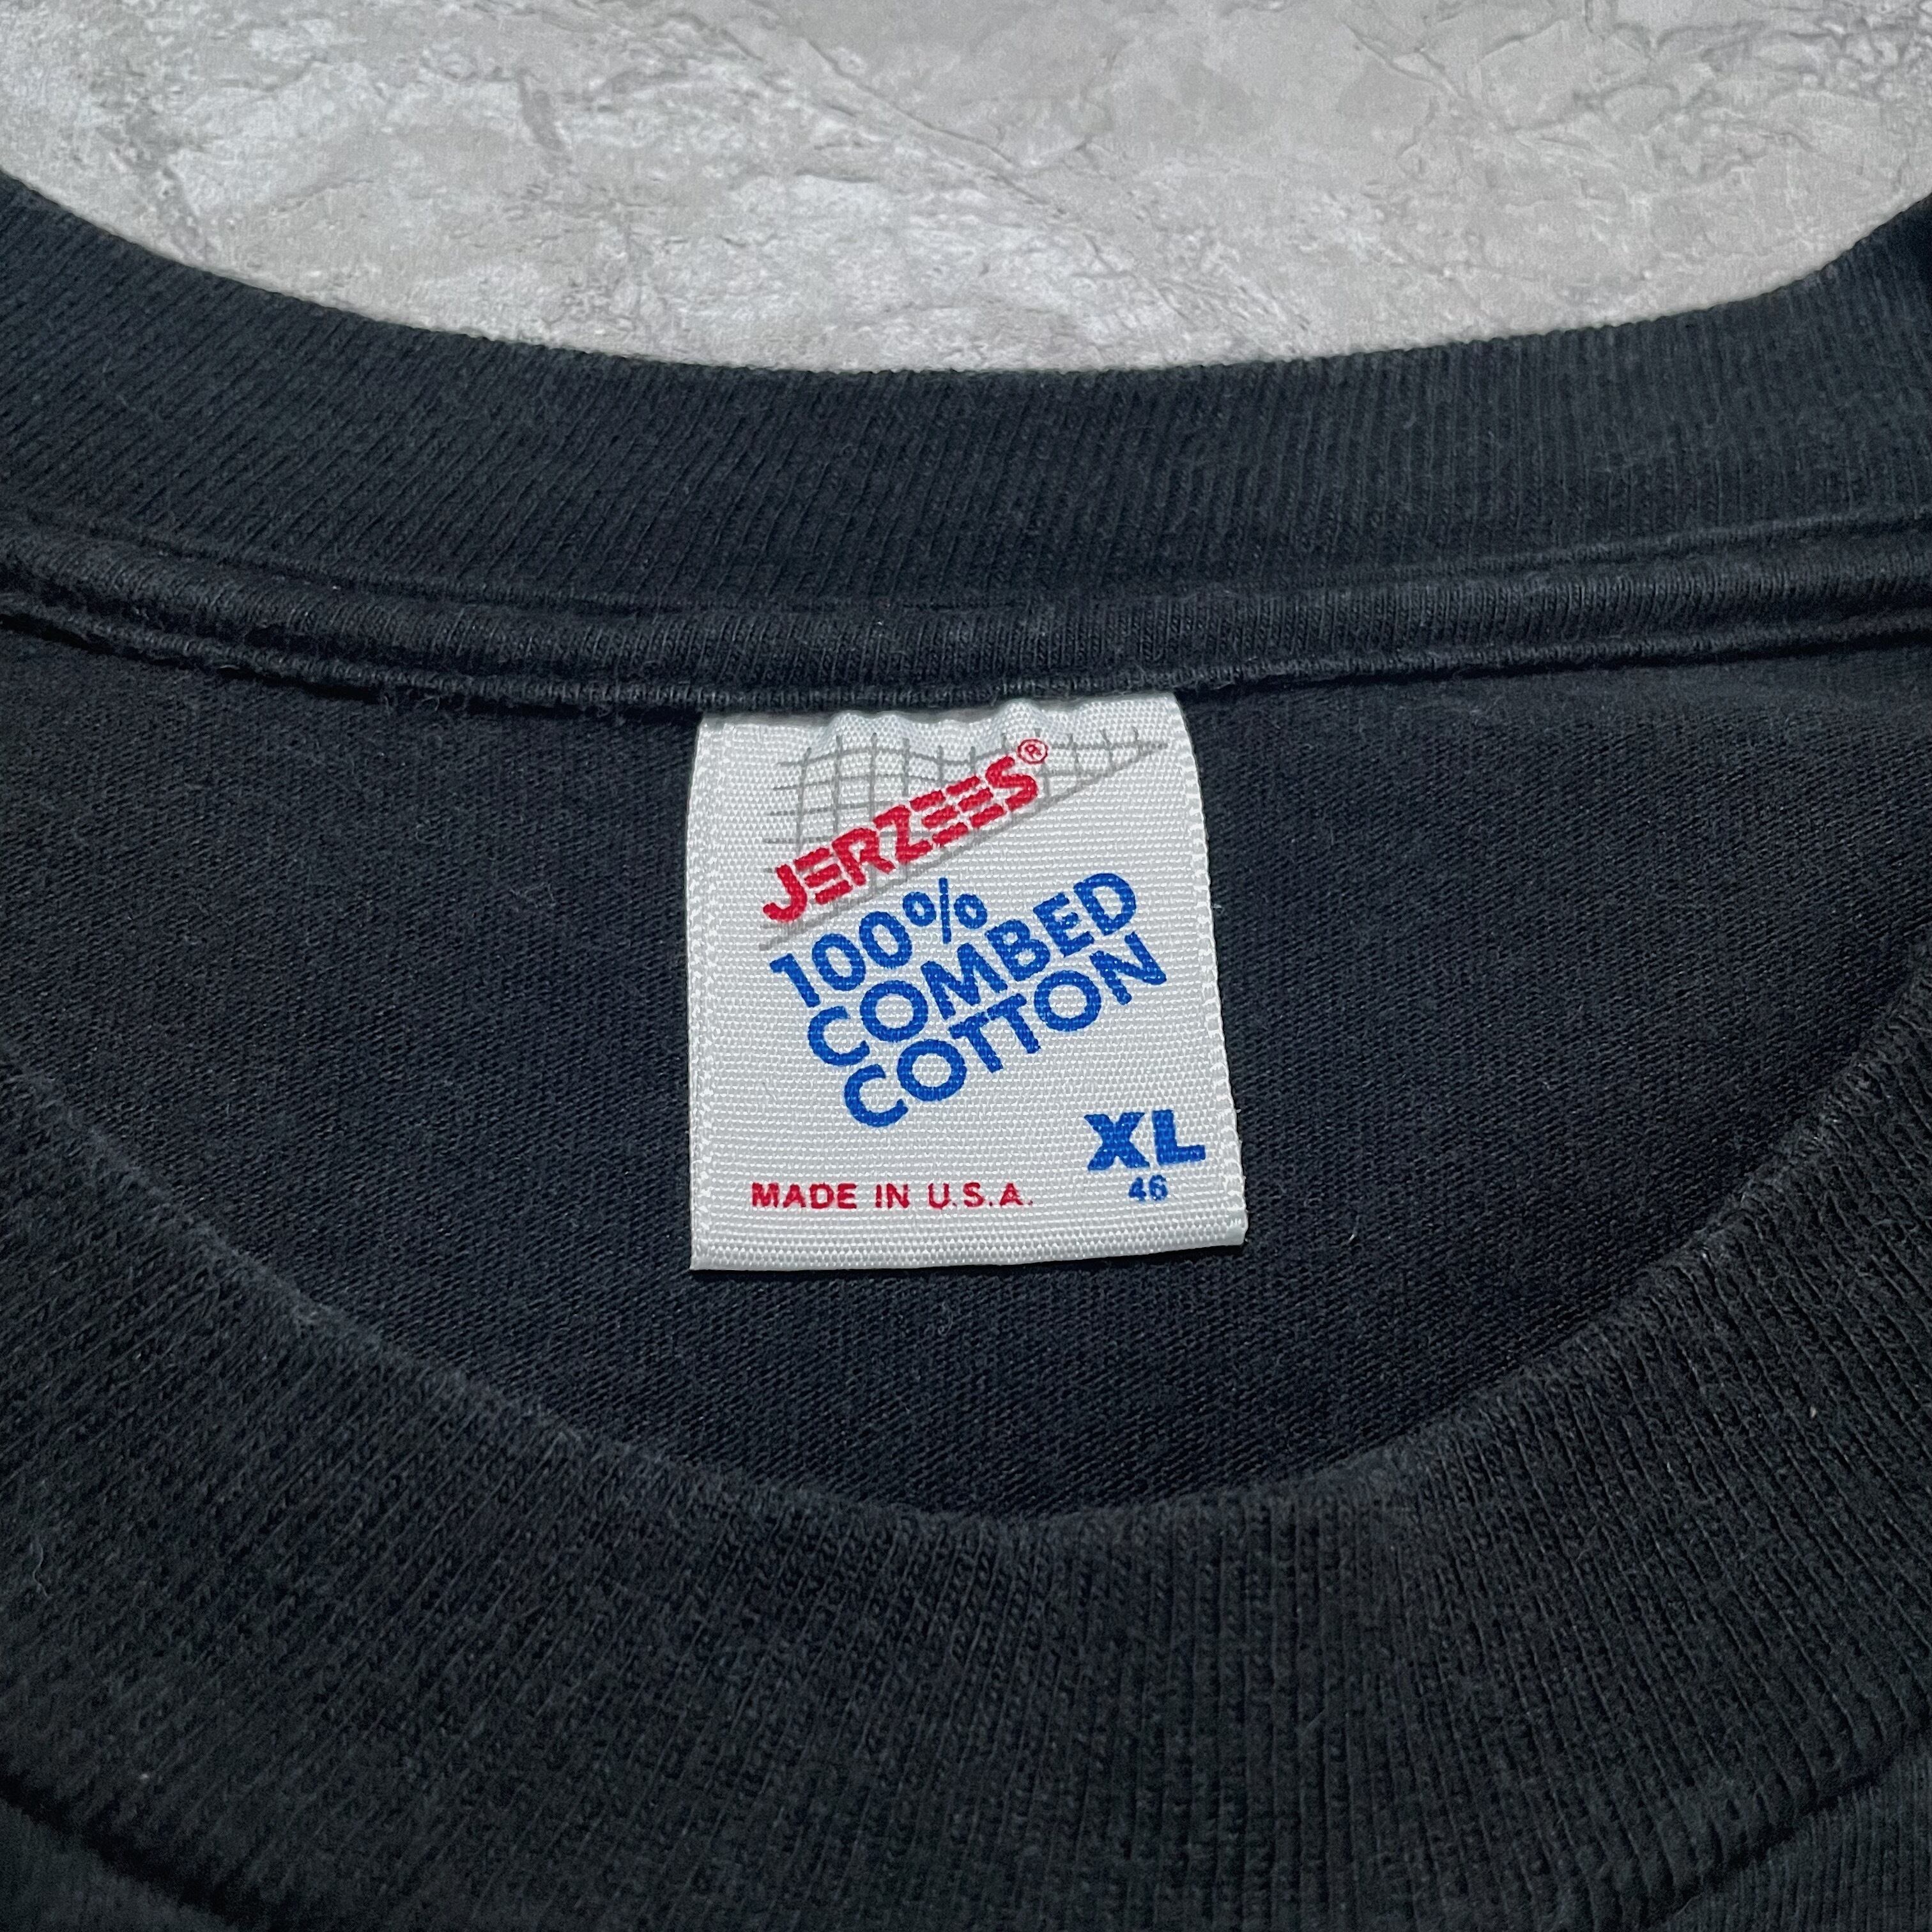 JERZEES®
100%
COMBED
COTTON
XL
46
MADE IN U.S.A.